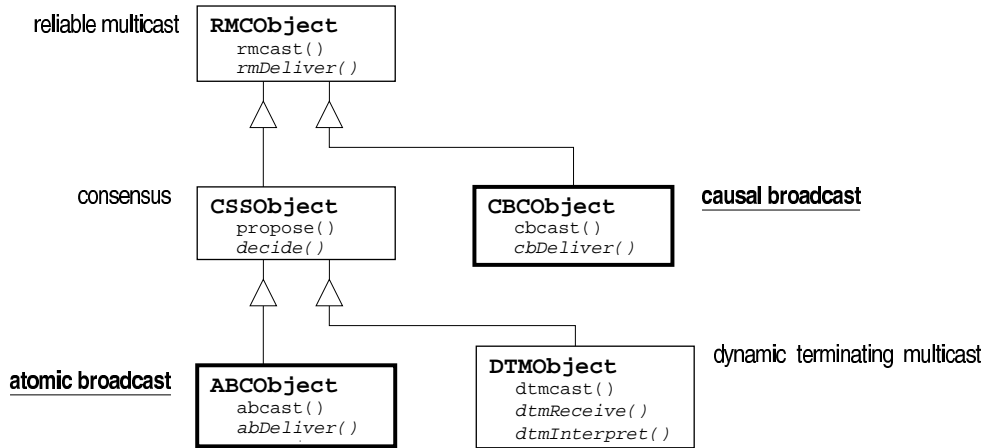 reliable multicast
RMCObject
rmcast()
rmDeliver()
consensus
CSSObject
propose()
decide()
CBCObject
cbcast()
cbDeliver()
causal broadcast
atomic broadcast
ABCObject
abcast()
abDeliver()
DTMObject
dtmcast()
dtmReceive()
dtmInterpret()
dynamic terminating multicast